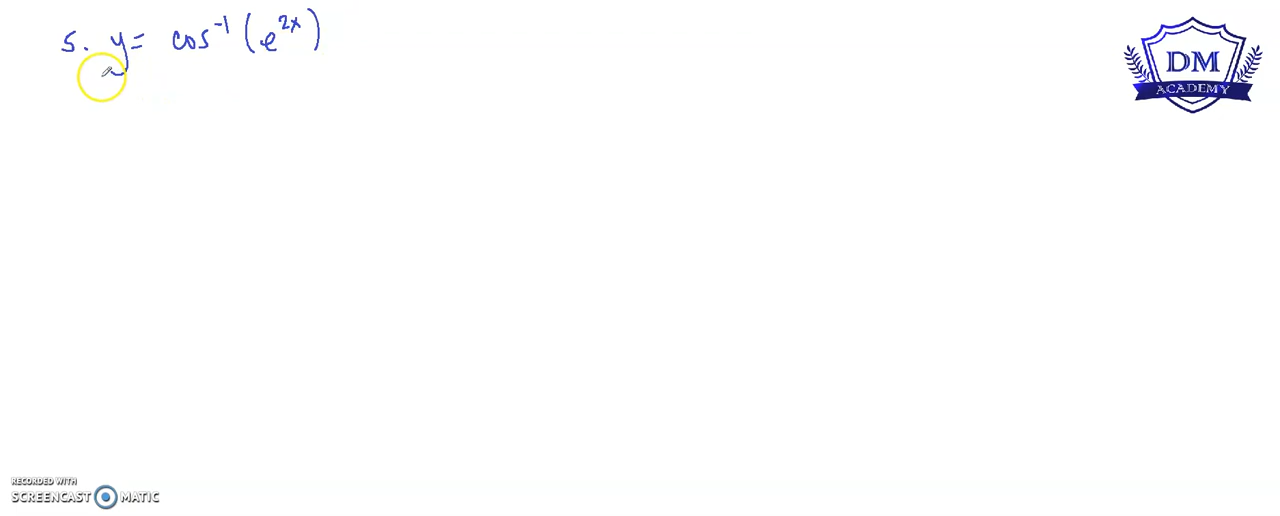 5. y = cos⁻¹ (e²ˣ)
DM
ACADEMY
RECORDED WITH
SCREENCAST MATIC